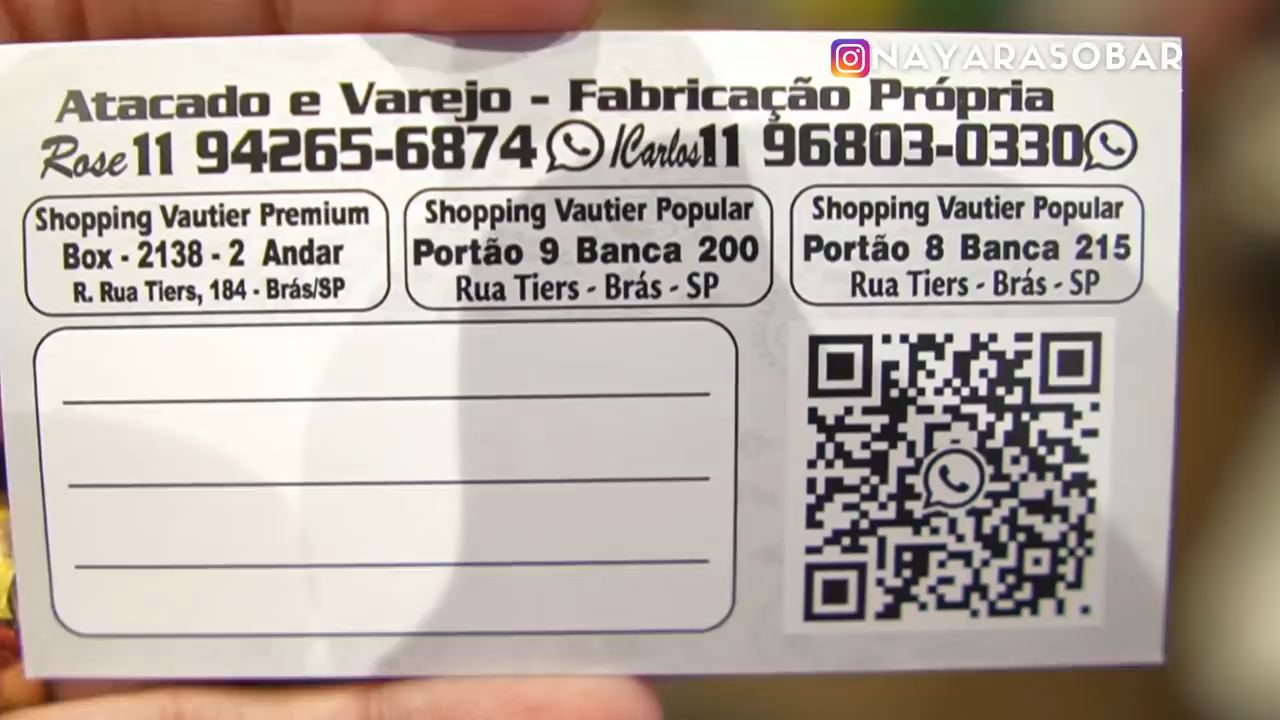 NAYARASOBAR
Atacado e Varejo - Fabricação Própria
Rose 11 94265-6874 /Carlos 11 96803-0330
Shopping Vautier Premium
Box - 2138 - 2 Andar
R. Rua Tiers, 184 - Brás/SP
Shopping Vautier Popular
Portão 9 Banca 200
Rua Tiers - Brás - SP
Shopping Vautier Popular
Portão 8 Banca 215
Rua Tiers - Brás - SP